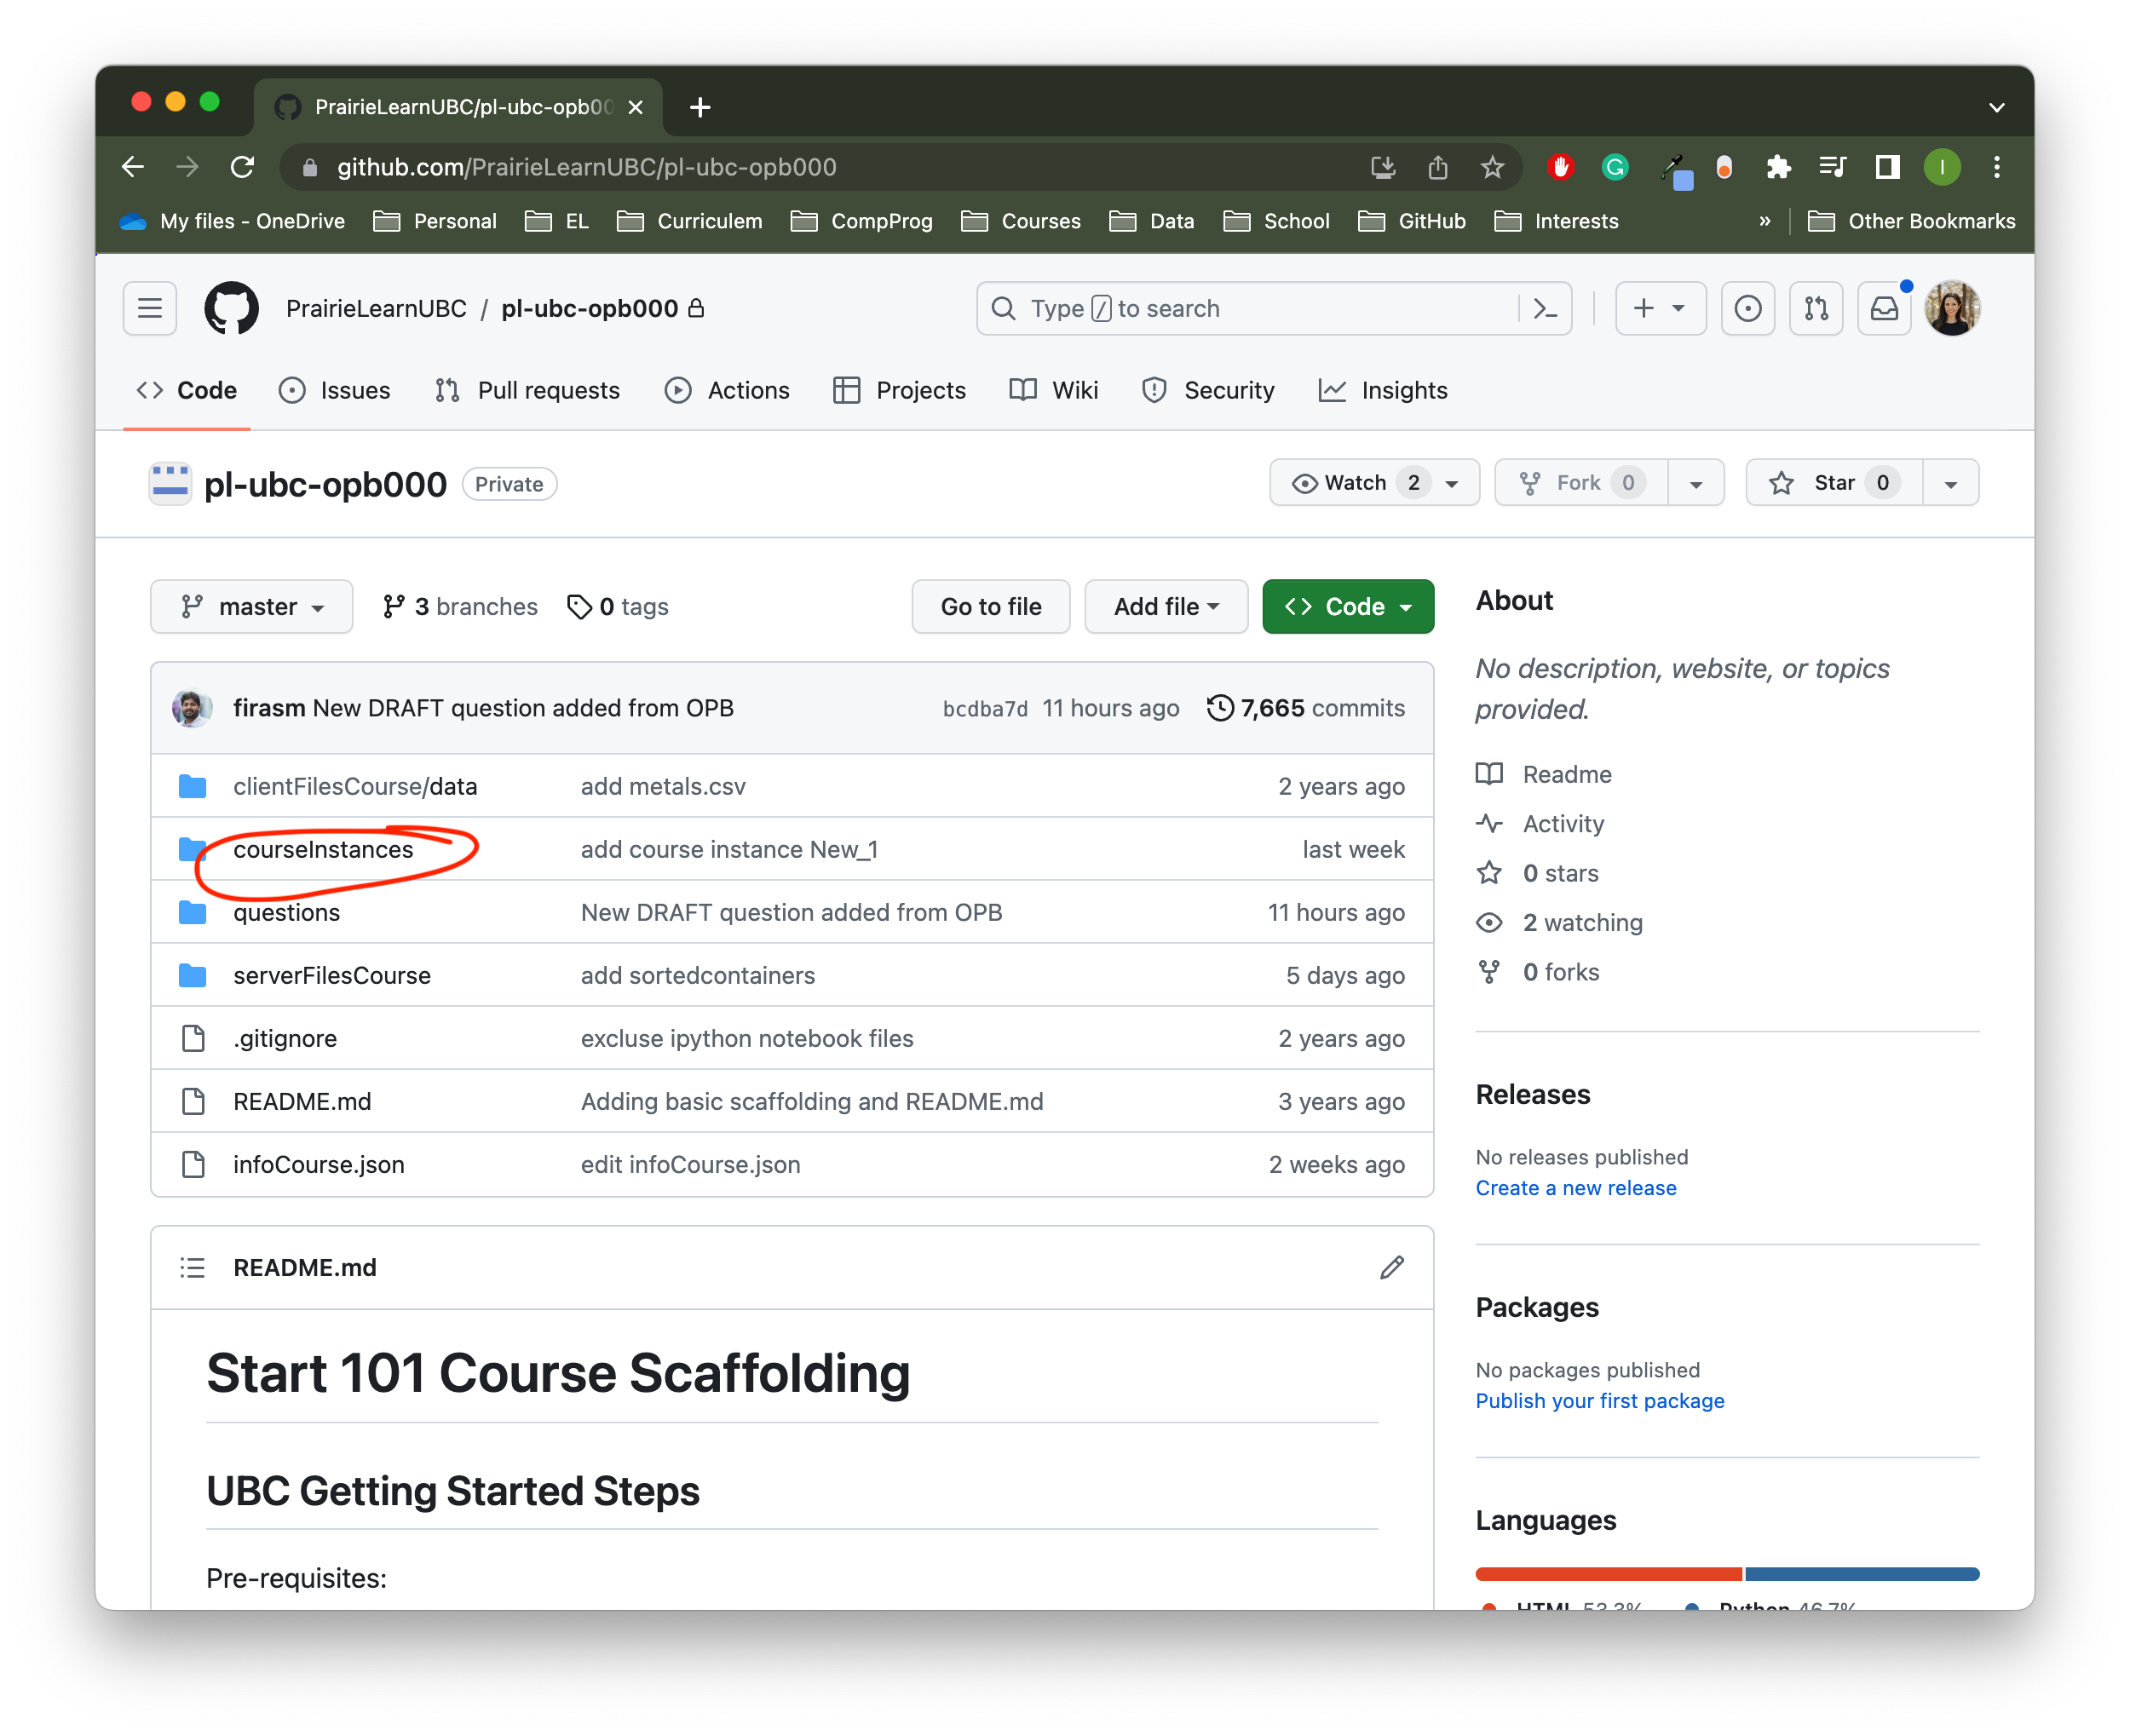 PrairieLearnUBC/pl-ubc-opb00
github.com/PrairieLearnUBC/pl-ubc-opb000
My files - OneDrive Personal EL Curriculem CompProg Courses Data School GitHub Interests » Other Bookmarks
PrairieLearnUBC / pl-ubc-opb000 Type / to search
Code Issues Pull requests Actions Projects Wiki Security Insights
pl-ubc-opb000 Private Watch 2 Fork 0 Star 0
master 3 branches 0 tags Go to file Add file Code
firasm New DRAFT question added from OPB bcdba7d 11 hours ago 7,665 commits
clientFilesCourse/data add metals.csv 2 years ago
courseInstances add course instance New_1 last week
questions New DRAFT question added from OPB 11 hours ago
serverFilesCourse add sortedcontainers 5 days ago
.gitignore excluse ipython notebook files 2 years ago
README.md Adding basic scaffolding and README.md 3 years ago
infoCourse.json edit infoCourse.json 2 weeks ago
README.md
Start 101 Course Scaffolding
UBC Getting Started Steps
Pre-requisites:
About
No description, website, or topics
provided.
Readme
Activity
0 stars
2 watching
0 forks
Releases
No releases published
Create a new release
Packages
No packages published
Publish your first package
Languages
HTML 53.3% Python 46.7%